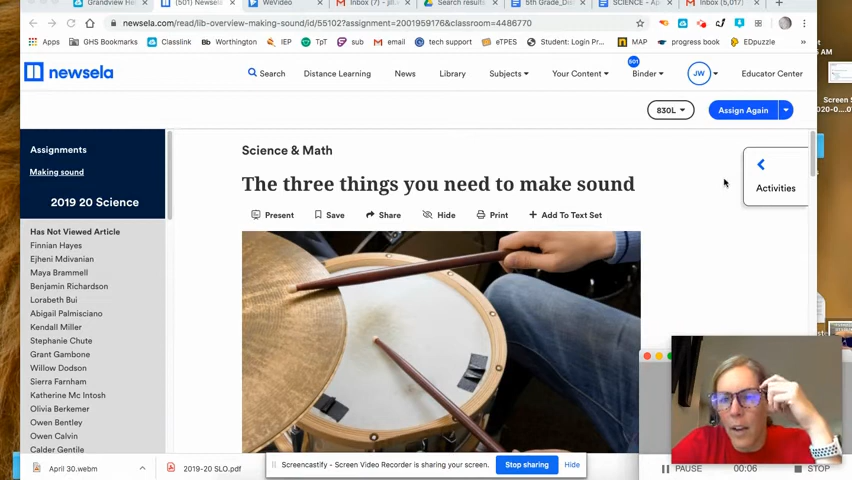 Grandview He
(501) Newsela
WeVideo
Inbox (7) - jill.
Search results
5th Grade_Dis
SCIENCE - Ap
Inbox (5,017)
newsela.com/read/lib-overview-making-sound/id/55102?assignment=2001959176&classroom=4486770
Apps
GHS Bookmarks
Classlink
Worthington
IEP
TpT
sub
email
tech support
eTPES
Student: Login Pr...
MAP
progress book
EDpuzzle
newsela
Search
Distance Learning
News
Library
Subjects
Your Content
501
Binder
JW
Educator Center
830L
Assign Again
Assignments
Making sound
2019 20 Science
Has Not Viewed Article
Finnian Hayes
Ejheni Mdivianian
Maya Brammell
Benjamin Richardson
Lorabeth Bui
Abigail Palmisciano
Kendall Miller
Stephanie Chute
Grant Gambone
Willow Dodson
Sierra Farnham
Katherine Mc Intosh
Olivia Berkemer
Owen Bentley
Owen Calvin
Calder Gentile
Science & Math
The three things you need to make sound
Present
Save
Share
Hide
Print
+ Add To Text Set
Activities
Screen S
PAUSE
00:06
STOP
April 30.webm
2019-20 SLO.pdf
Screencastify - Screen Video Recorder is sharing your screen.
Stop sharing
Hide